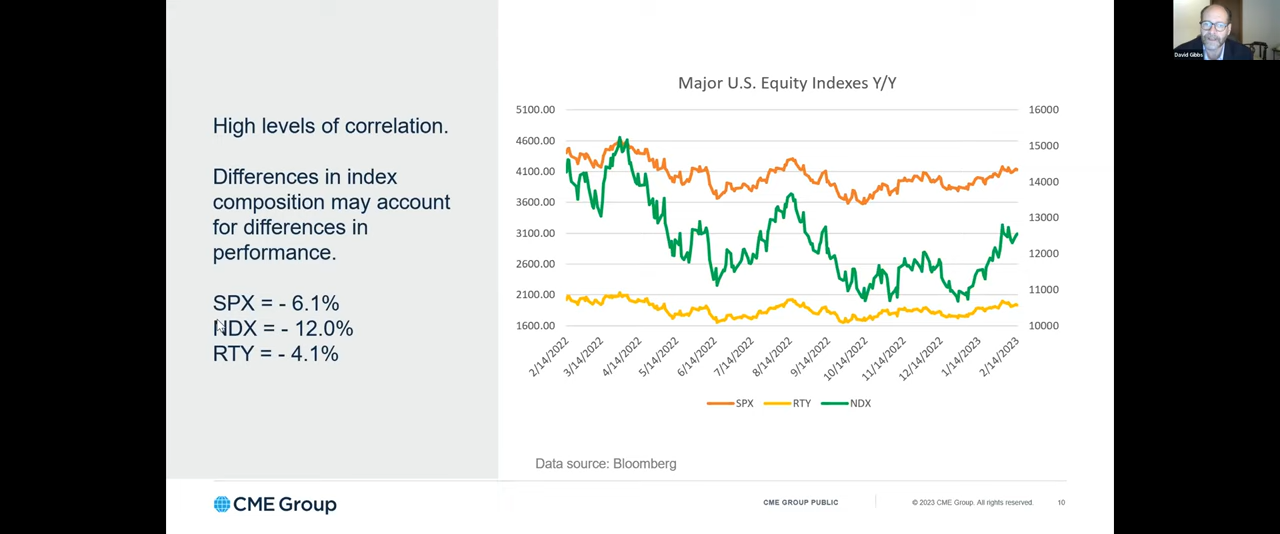 David Gibbs
Major U.S. Equity Indexes Y/Y
High levels of correlation.
Differences in index
composition may account
for differences in
performance.
SPX = - 6.1%
NDX = - 12.0%
RTY = - 4.1%
5100.00
4600.00
4100.00
3600.00
3100.00
2600.00
2100.00
1600.00
16000
15000
14000
13000
12000
11000
10000
2/14/2022
3/14/2022
4/14/2022
5/14/2022
6/14/2022
7/14/2022
8/14/2022
9/14/2022
10/14/2022
11/14/2022
12/14/2022
1/14/2023
2/14/2023
SPX
RTY
NDX
Data source: Bloomberg
CME Group
CME GROUP PUBLIC
© 2023 CME Group. All rights reserved.
10